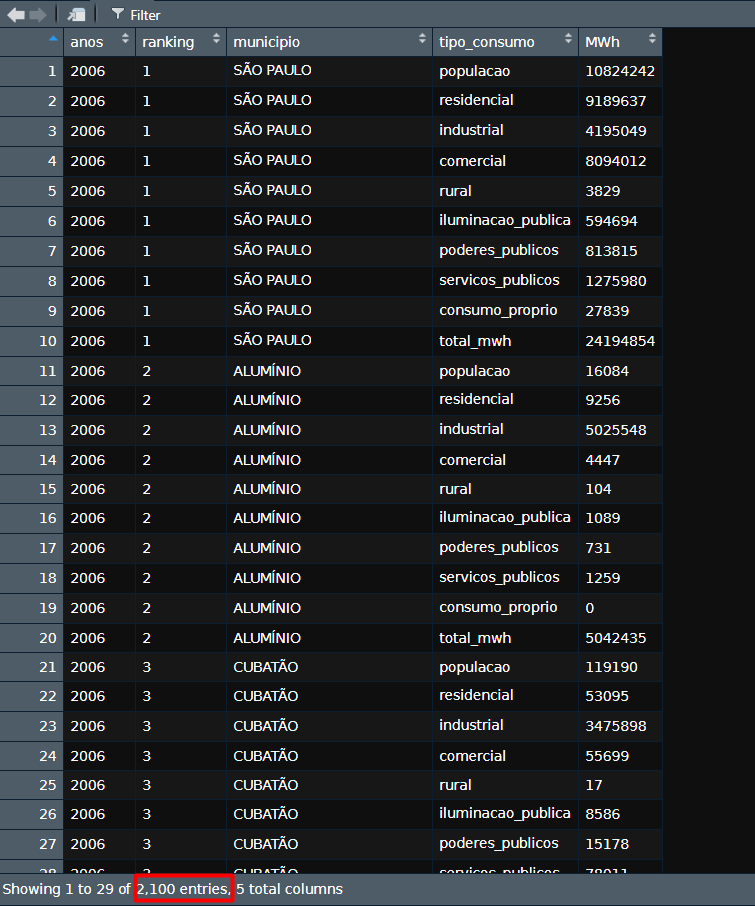 Filter
anos ranking municipio tipo_consumo MWh
1 2006 1 SÃO PAULO populacao 10824242
2 2006 1 SÃO PAULO residencial 9189637
3 2006 1 SÃO PAULO industrial 4195049
4 2006 1 SÃO PAULO comercial 8094012
5 2006 1 SÃO PAULO rural 3829
6 2006 1 SÃO PAULO iluminacao_publica 594694
7 2006 1 SÃO PAULO poderes_publicos 813815
8 2006 1 SÃO PAULO servicos_publicos 1275980
9 2006 1 SÃO PAULO consumo_proprio 27839
10 2006 1 SÃO PAULO total_mwh 24194854
11 2006 2 ALUMÍNIO populacao 16084
12 2006 2 ALUMÍNIO residencial 9256
13 2006 2 ALUMÍNIO industrial 5025548
14 2006 2 ALUMÍNIO comercial 4447
15 2006 2 ALUMÍNIO rural 104
16 2006 2 ALUMÍNIO iluminacao_publica 1089
17 2006 2 ALUMÍNIO poderes_publicos 731
18 2006 2 ALUMÍNIO servicos_publicos 1259
19 2006 2 ALUMÍNIO consumo_proprio 0
20 2006 2 ALUMÍNIO total_mwh 5042435
21 2006 3 CUBATÃO populacao 119190
22 2006 3 CUBATÃO residencial 53095
23 2006 3 CUBATÃO industrial 3475898
24 2006 3 CUBATÃO comercial 55699
25 2006 3 CUBATÃO rural 17
26 2006 3 CUBATÃO iluminacao_publica 8586
27 2006 3 CUBATÃO poderes_publicos 15178
28 2006 3 CUBATÃO servicos_publicos 78011
Showing 1 to 29 of 2,100 entries, 5 total columns